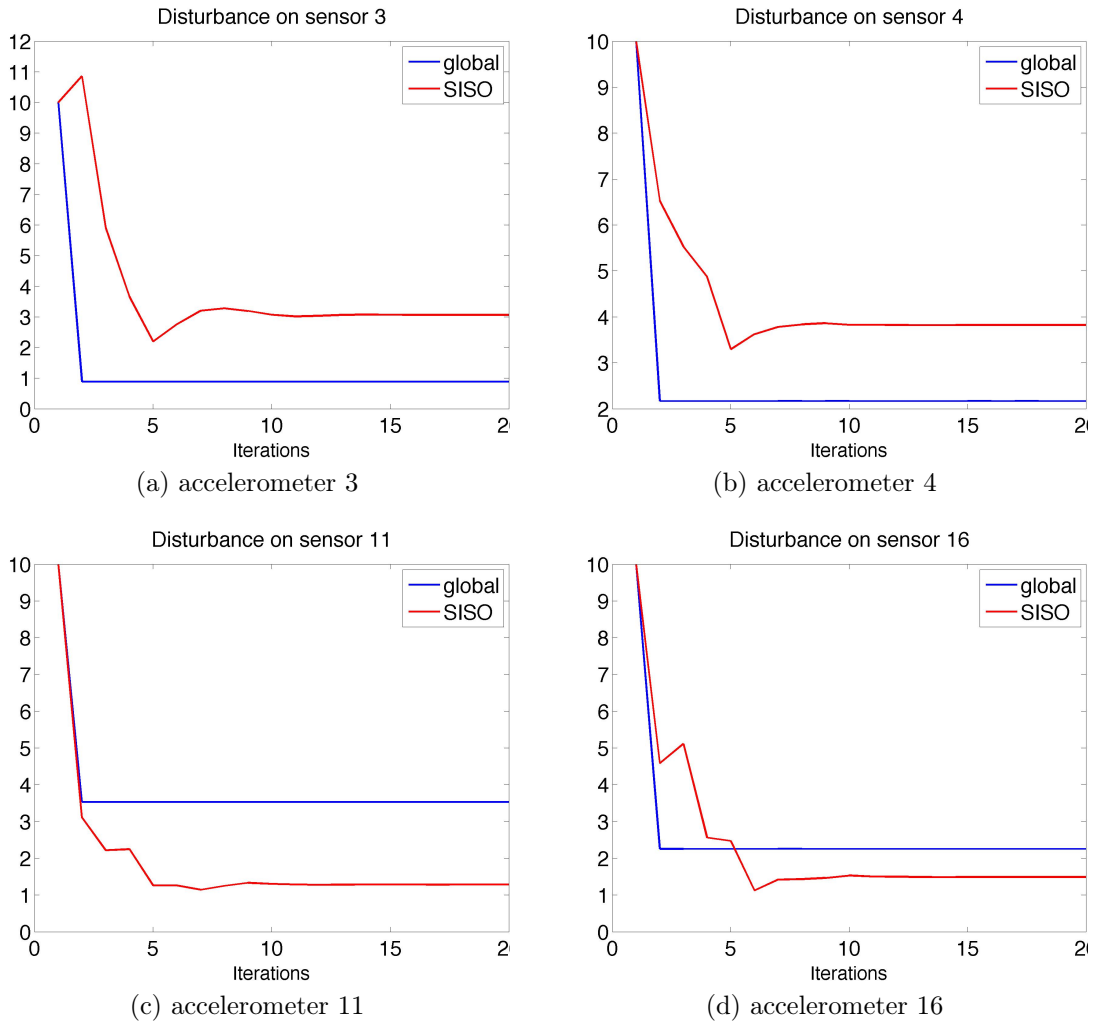 Disturbance on sensor 3
12
11
10
9
8
7
6
5
4
3
2
1
0
0 5 10 15 20
global
SISO
Iterations
(a) accelerometer 3
Disturbance on sensor 4
10
9
8
7
6
5
4
3
2
0 5 10 15 20
global
SISO
Iterations
(b) accelerometer 4
Disturbance on sensor 11
10
9
8
7
6
5
4
3
2
1
0
0 5 10 15 20
global
SISO
Iterations
(c) accelerometer 11
Disturbance on sensor 16
10
9
8
7
6
5
4
3
2
1
0
0 5 10 15 20
global
SISO
Iterations
(d) accelerometer 16